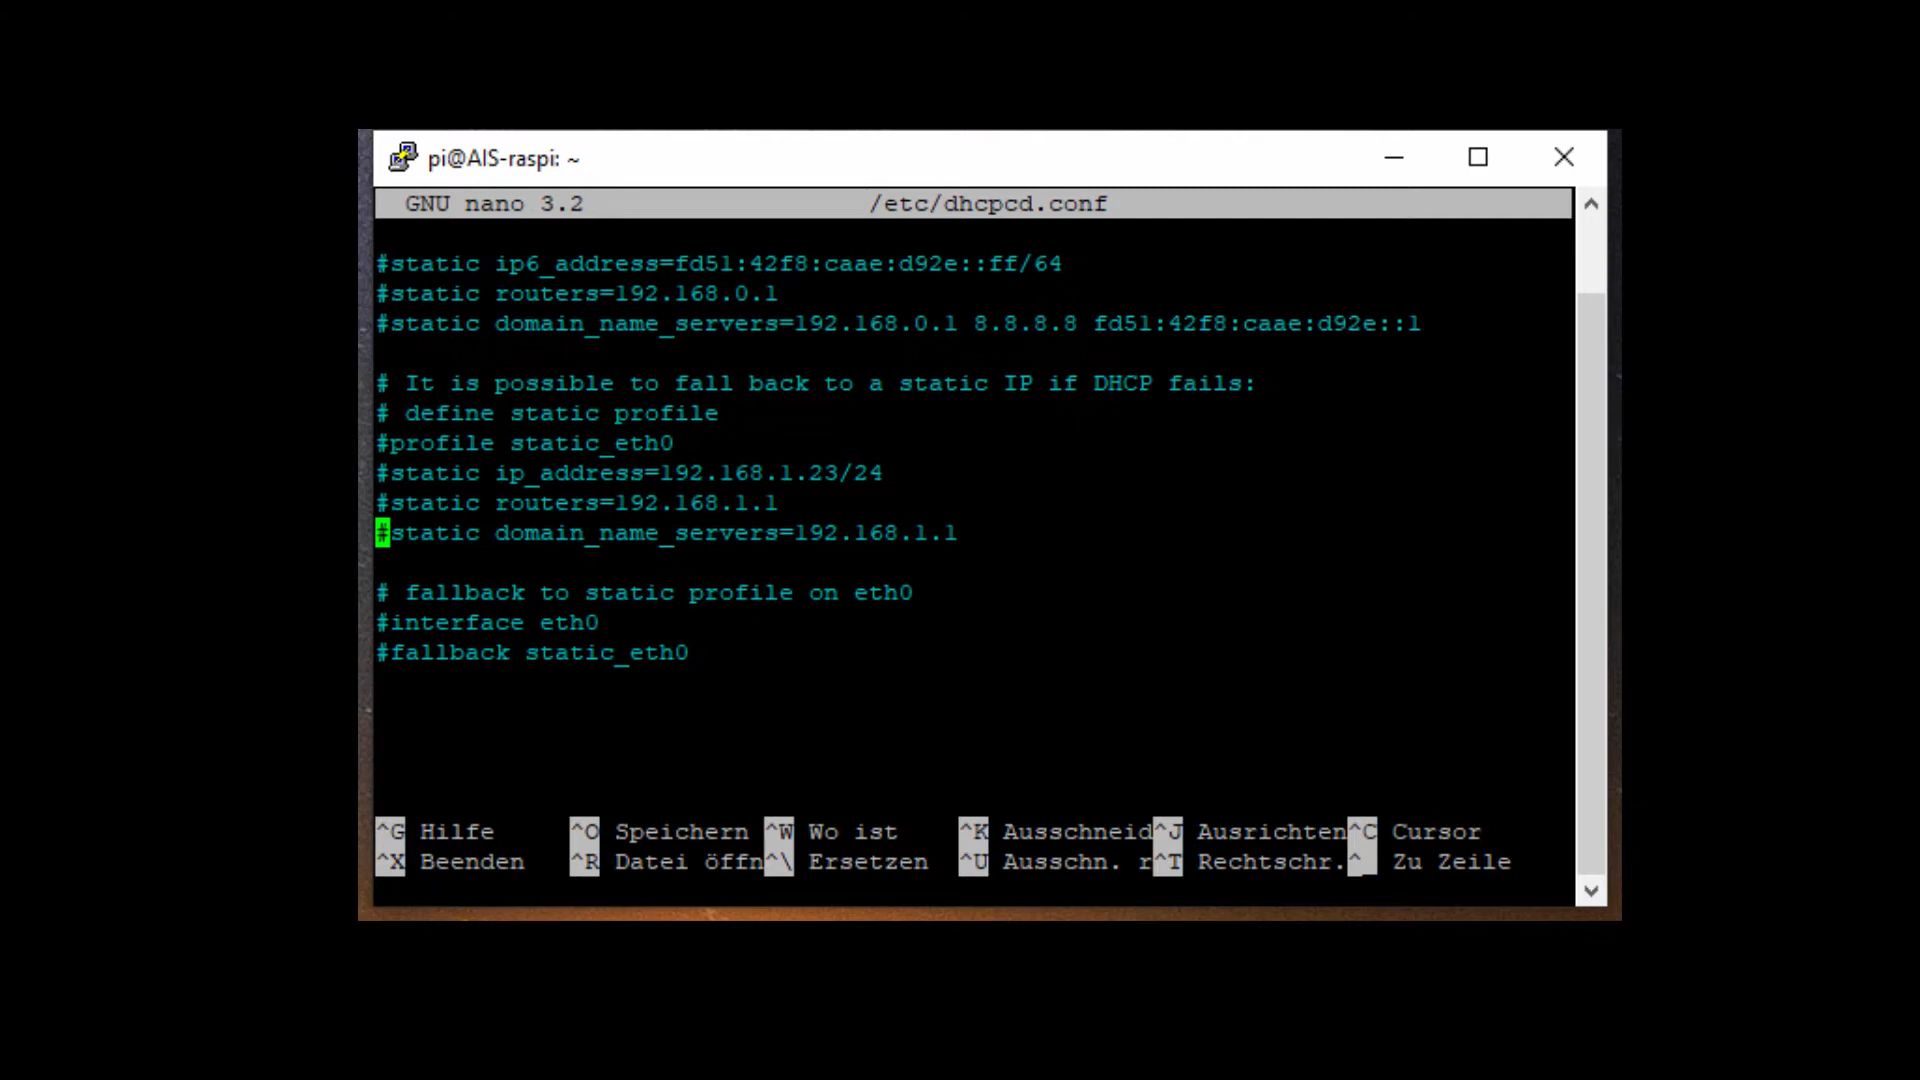 pi@AIS-raspi: ~
GNU nano 3.2 /etc/dhcpcd.conf
#static ip6_address=fd51:42f8:caae:d92e::ff/64
#static routers=192.168.0.1
#static domain_name_servers=192.168.0.1 8.8.8.8 fd51:42f8:caae:d92e::1
# It is possible to fall back to a static IP if DHCP fails:
# define static profile
#profile static_eth0
#static ip_address=192.168.1.23/24
#static routers=192.168.1.1
#static domain_name_servers=192.168.1.1
# fallback to static profile on eth0
#interface eth0
#fallback static_eth0
^G Hilfe ^O Speichern ^W Wo ist ^K Ausschneid^J Ausrichten^C Cursor
^X Beenden ^R Datei öffn^\ Ersetzen ^U Ausschn. r^T Rechtschr.^_ Zu Zeile